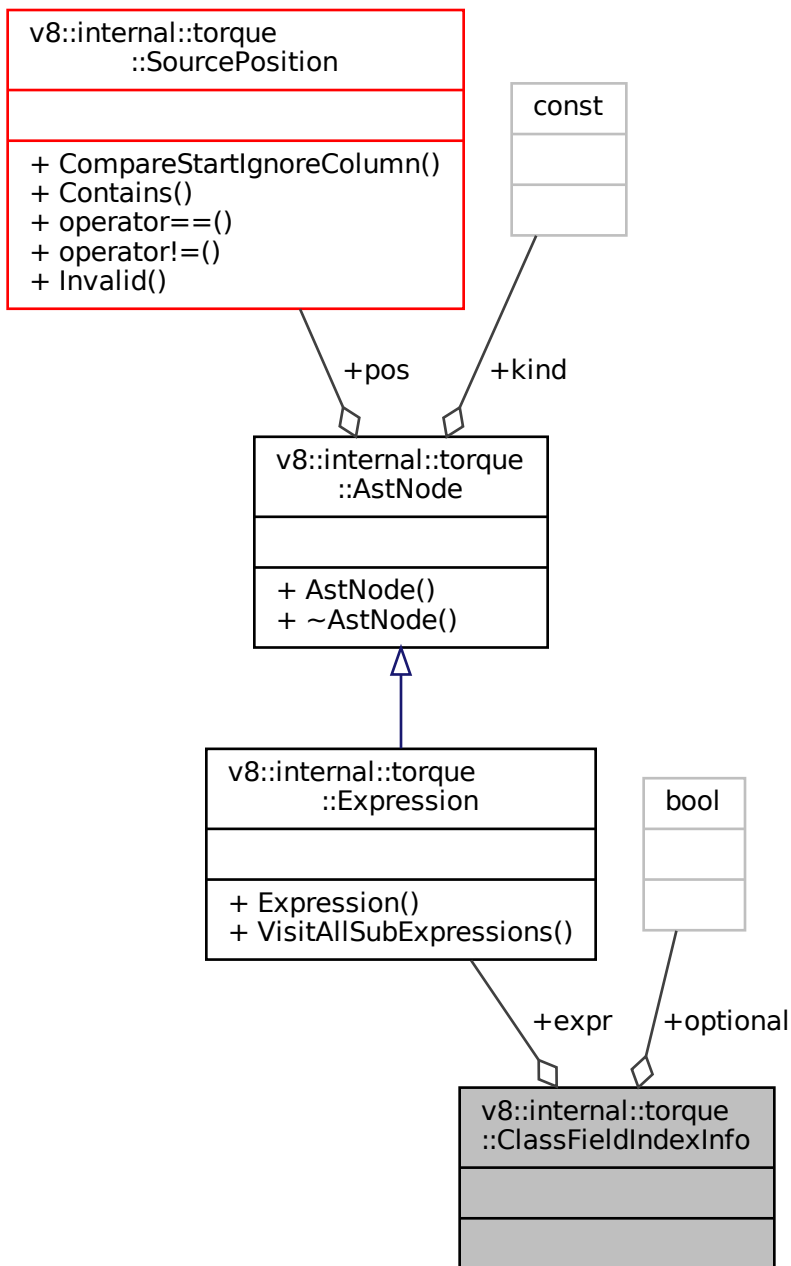 v8::internal::torque
::SourcePosition
+ CompareStartIgnoreColumn()
+ Contains()
+ operator==()
+ operator!=()
+ Invalid()
const
+pos
+kind
v8::internal::torque
::AstNode
+ AstNode()
+ ~AstNode()
v8::internal::torque
::Expression
+ Expression()
+ VisitAllSubExpressions()
bool
+expr
+optional
v8::internal::torque
::ClassFieldIndexInfo